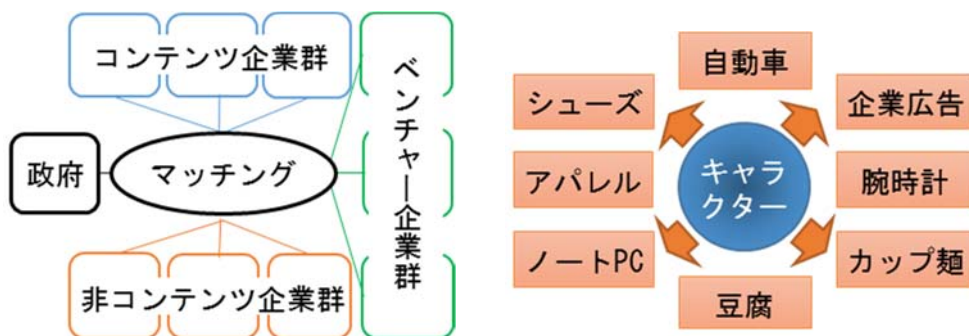 コンテンツ企業群
ベンチャー企業群
政府
マッチング
非コンテンツ企業群
自動車
シューズ
企業広告
アパレル
キャラ
クター
腕時計
ノートPC
カップ麺
豆腐